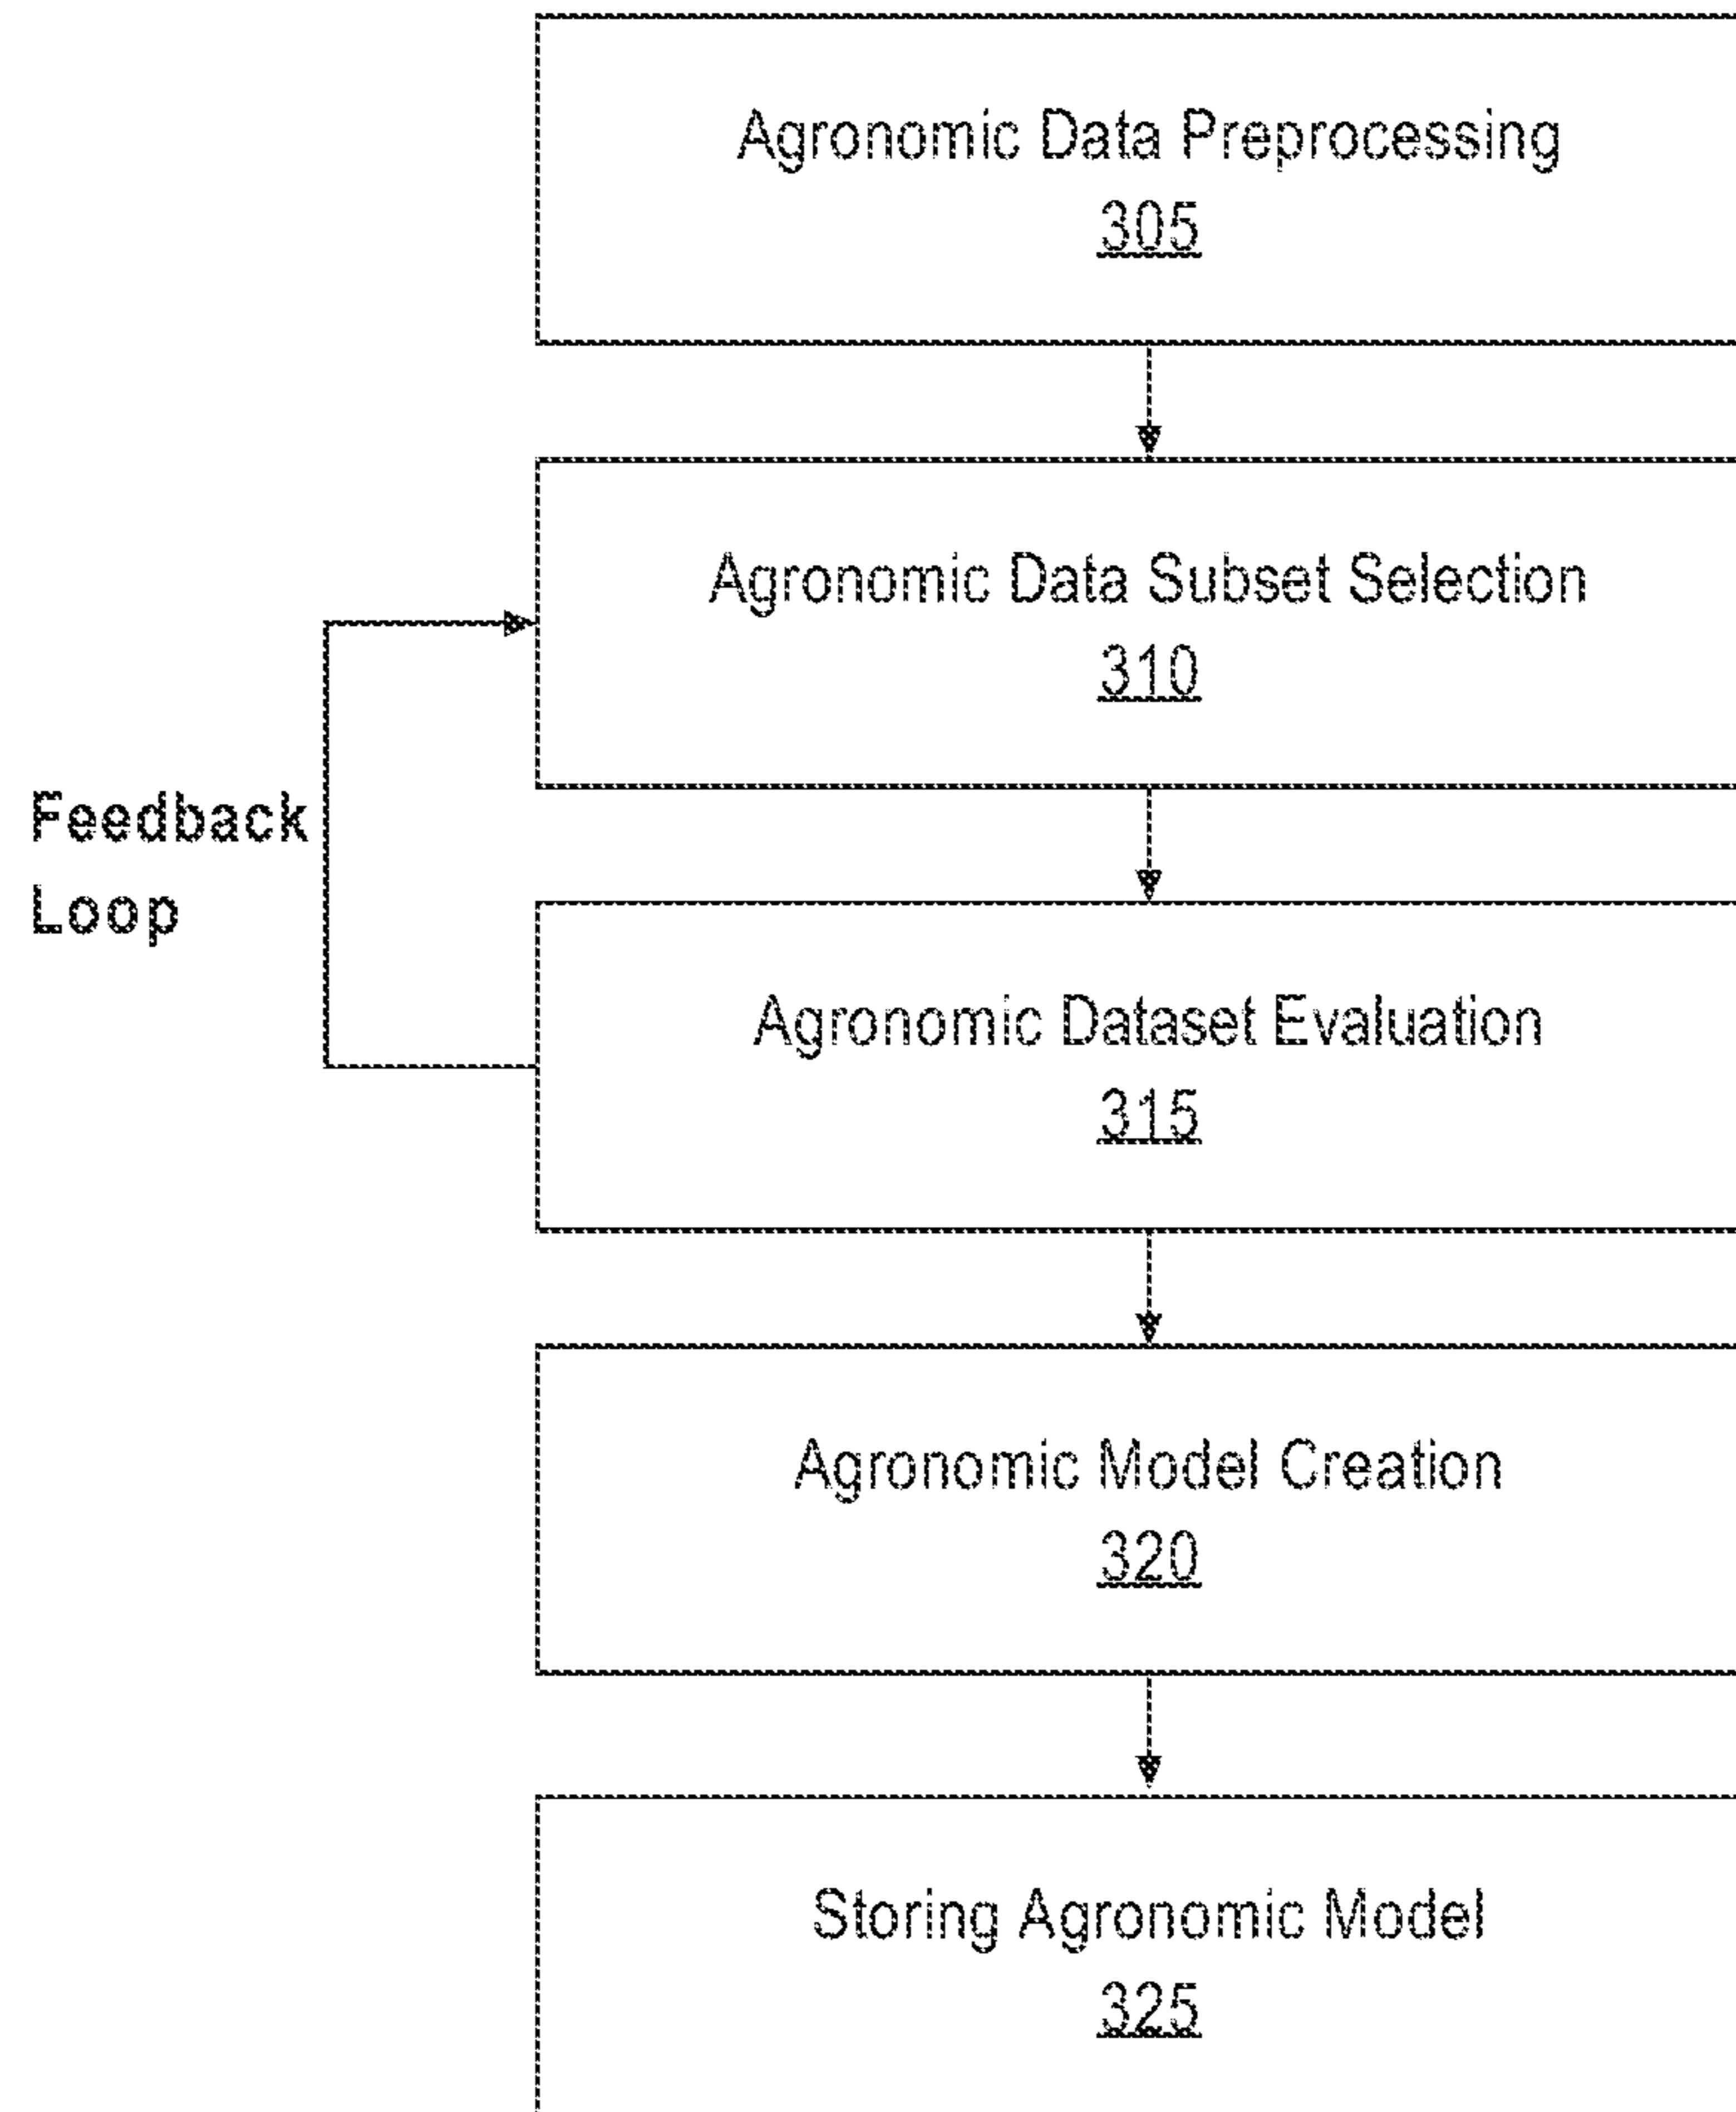 Agronomic Data Preprocessing
305
Agronomic Data Subset Selection
310
Feedback
Loop
Agronomic Dataset Evaluation
315
Agronomic Model Creation
320
Storing Agronomic Model
325